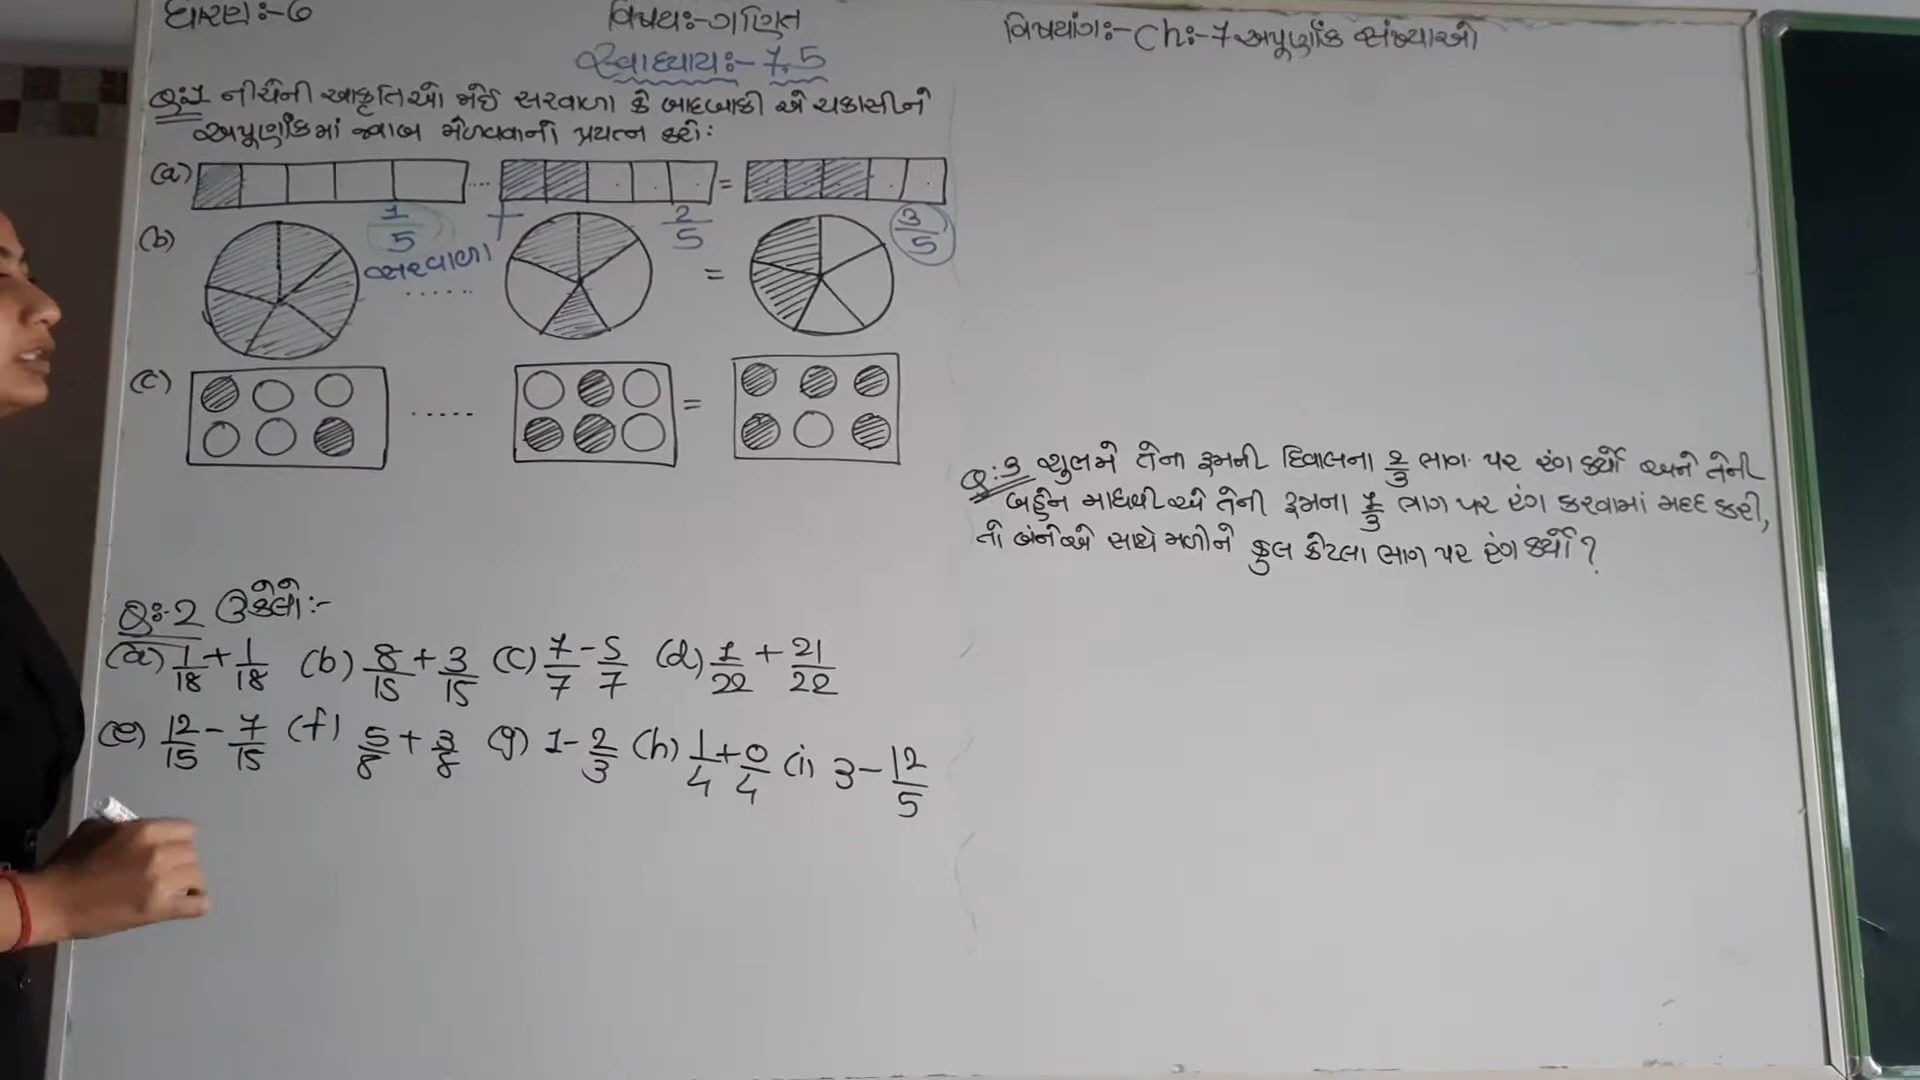 ધોરણ:-6
વિષય:-ગણિત
વિષયાંગ:- Ch:-7 અપૂર્ણાંક સંખ્યાઓ
સ્વાધ્યાય:- 7.5
Q:1 નીચેની આકૃતિઓ જોઈ સરવાળા કે બાદબાકી એ ચકાસીને
અપૂર્ણાંકમાં જવાબ મેળવવાનો પ્રયત્ન કરો:
(a) ..... =
1/5 + 2/5 3/5
સરવાળા
(b) ...... =
(c) ..... =
Q:-2 ઉકેલો:-
(a) 1/18 + 1/18 (b) 8/15 + 3/15 (c) 7/7 - 5/7 (d) 1/22 + 21/22
(e) 12/15 - 7/15 (f) 5/8 + 3/8 (g) 1 - 2/3 (h) 1/4 + 0/4 (i) 3 - 12/5
Q:3 શુભમે તેના રૂમની દિવાલના 2/3 ભાગ પર રંગ કર્યો અને તેની
બહેન માધવીએ તેની રૂમના 1/3 ભાગ પર રંગ કરવામાં મદદ કરી,
તો બંનેએ સાથે મળીને કુલ કેટલા ભાગ પર રંગ કર્યો?